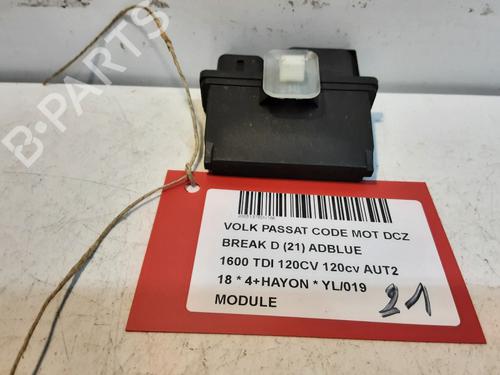 VOLK PASSAT CODE MOT DCZ
BREAK D (21) ADBLUE
1600 TDI 120CV 120cv AUT2
18 * 4+HAYON * YL/019
MODULE
21